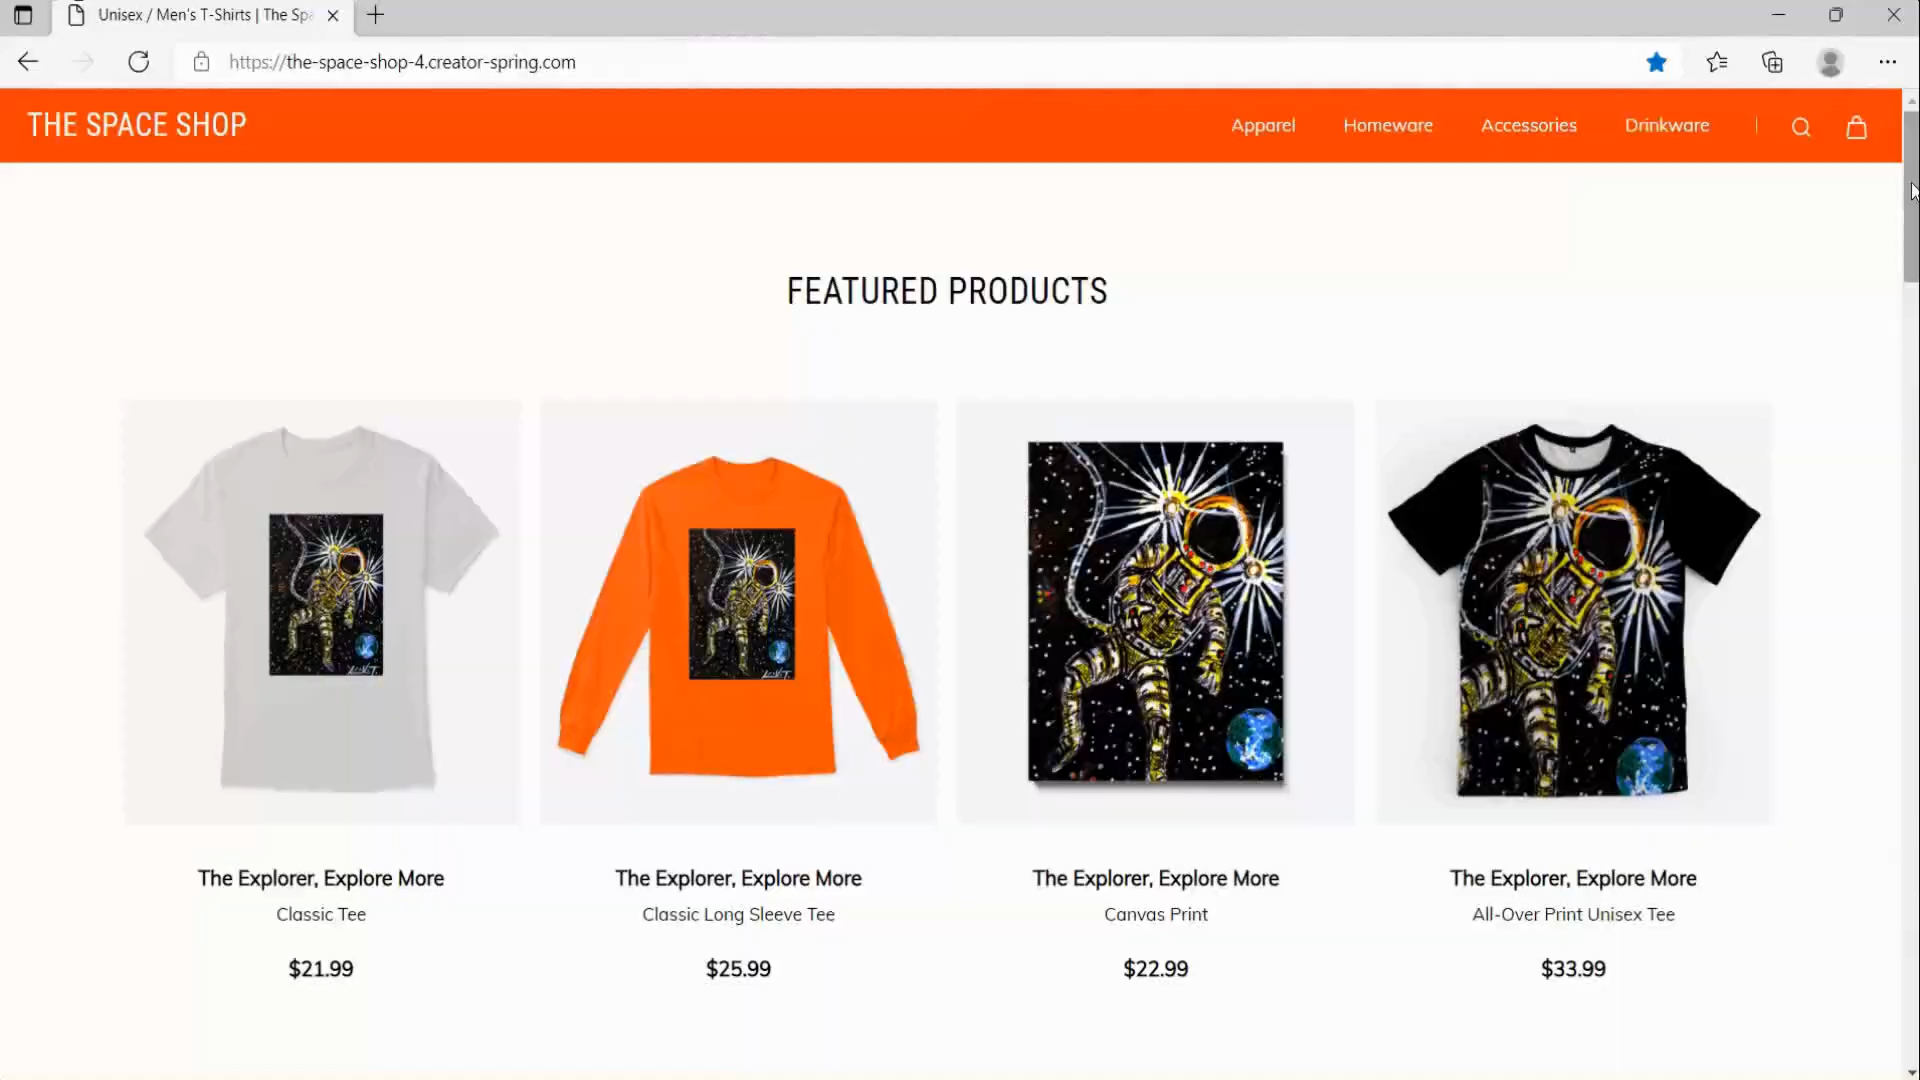 Unisex / Men's T-Shirts | The Spa
https://the-space-shop-4.creator-spring.com
THE SPACE SHOP
Apparel
Homeware
Accessories
Drinkware
FEATURED PRODUCTS
The Explorer, Explore More
Classic Tee
$21.99
The Explorer, Explore More
Classic Long Sleeve Tee
$25.99
The Explorer, Explore More
Canvas Print
$22.99
The Explorer, Explore More
All-Over Print Unisex Tee
$33.99